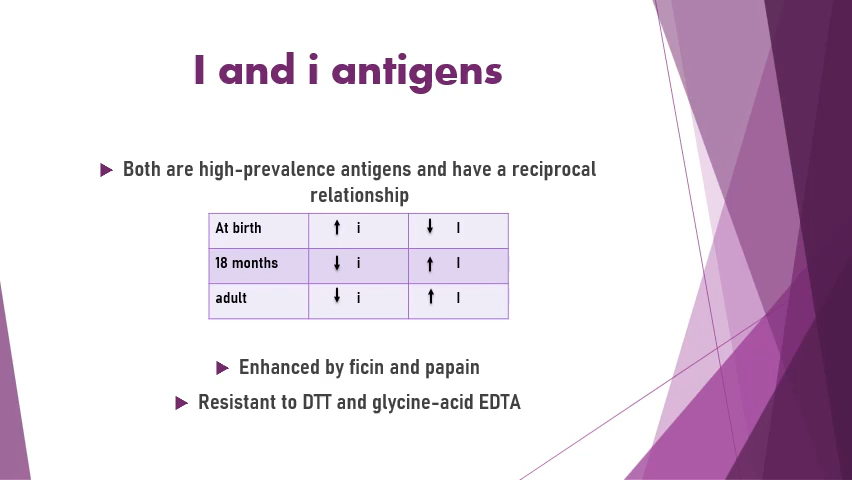 I and i antigens
Both are high-prevalence antigens and have a reciprocal
relationship
At birth ↑ i ↓ I
18 months ↓ i ↑ I
adult ↓ i ↑ I
Enhanced by ficin and papain
Resistant to DTT and glycine-acid EDTA